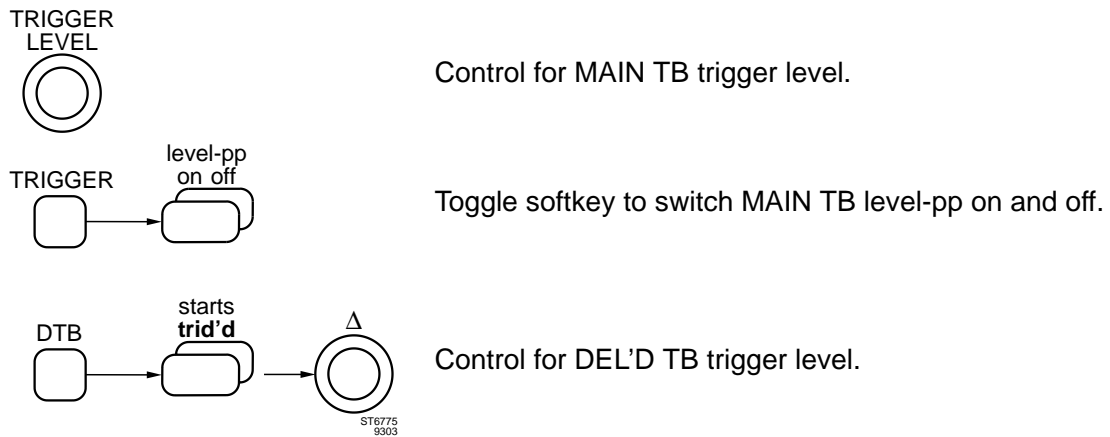 TRIGGER
LEVEL
Control for MAIN TB trigger level.
level-pp
on off
TRIGGER
Toggle softkey to switch MAIN TB level-pp on and off.
starts
trid’d
DTB
Δ
Control for DEL’D TB trigger level.
ST6775
9303